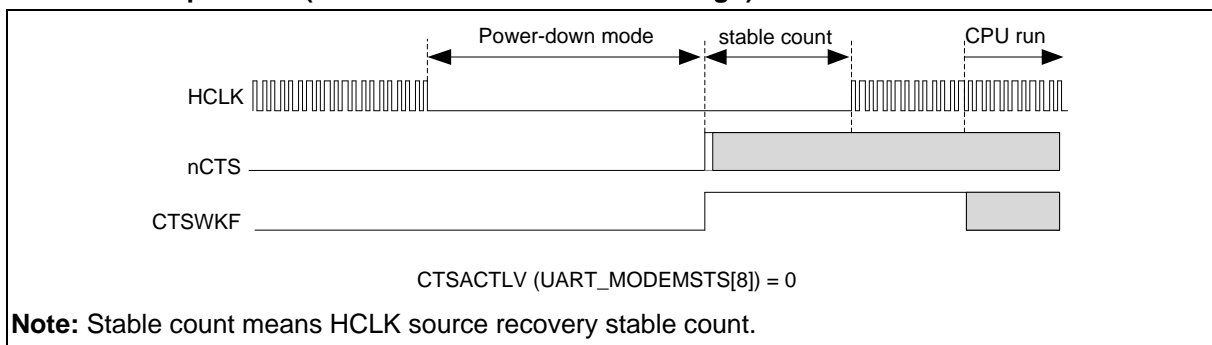 Power-down mode stable count CPU run
HCLK
nCTS
CTSWKF
CTSACTLV (UART_MODEMSTS[8]) = 0
Note: Stable count means HCLK source recovery stable count.